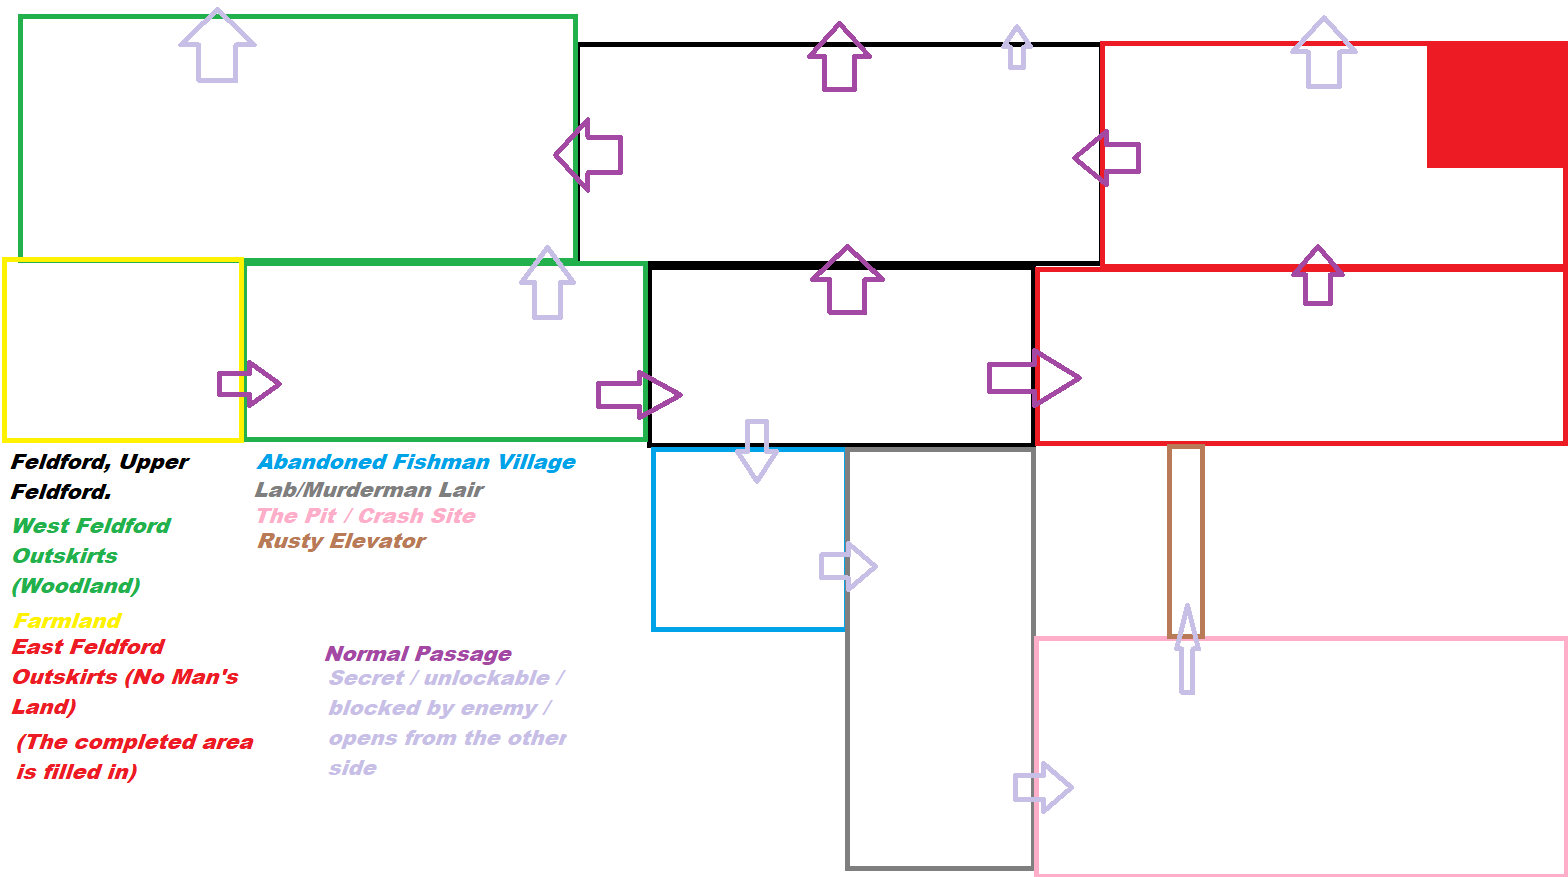 Feldford, Upper
Feldford.
West Feldford
Outskirts
(Woodland)
Farmland
East Feldford
Outskirts (No Man's
Land)
(The completed area
is filled in)
Abandoned Fishman Village
Lab/Murderman Lair
The Pit / Crash Site
Rusty Elevator
Normal Passage
Secret / unlockable /
blocked by enemy /
opens from the other
side